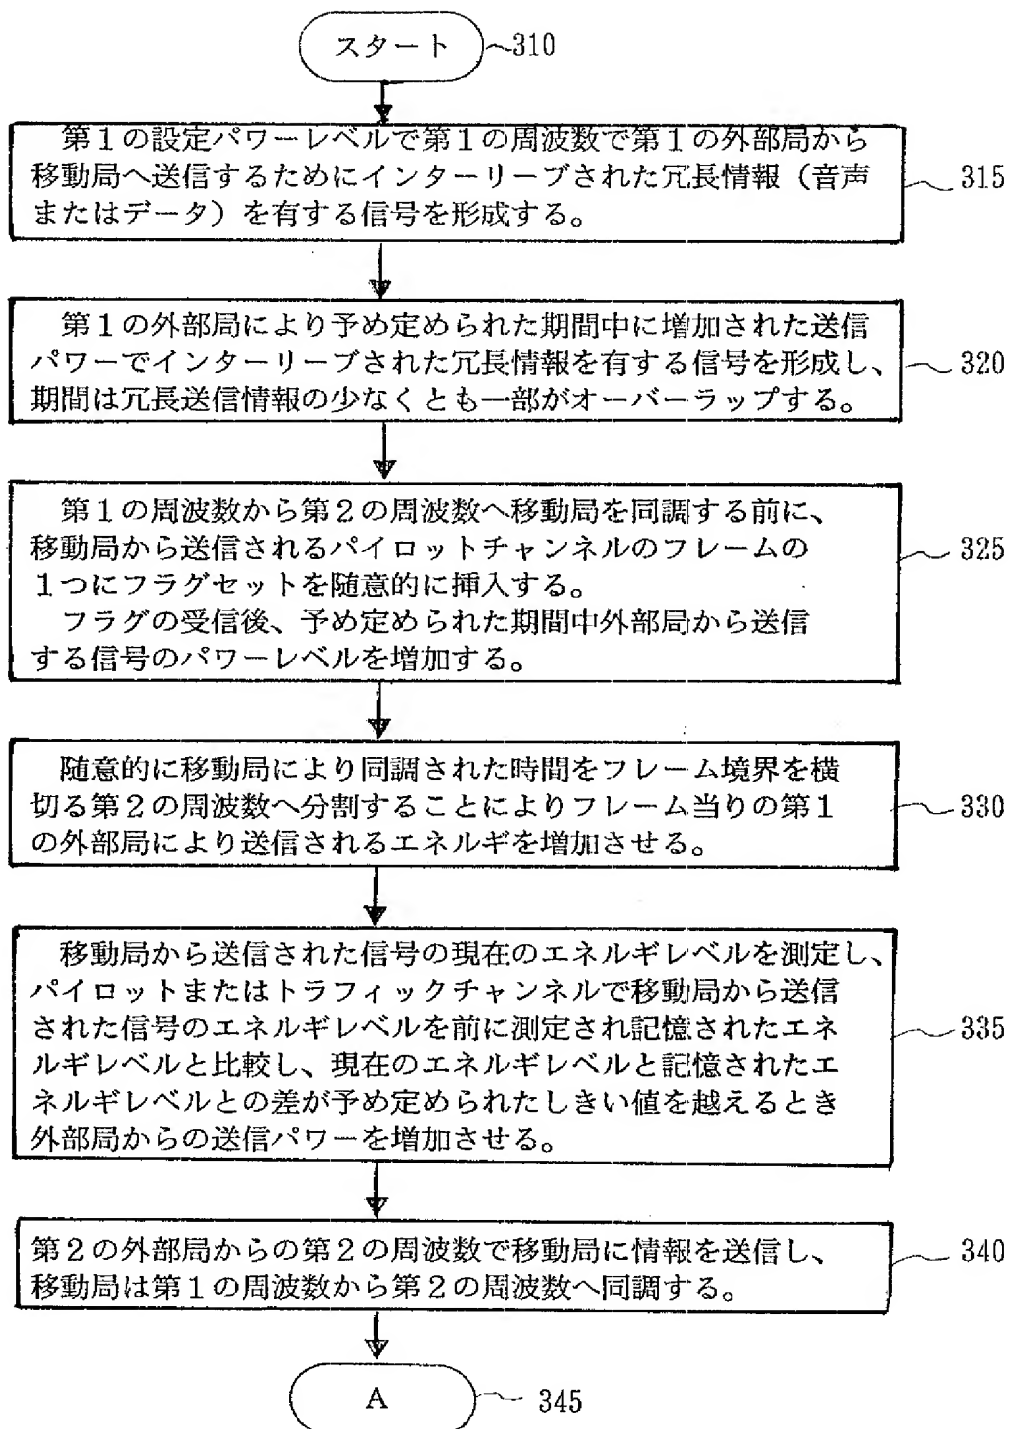 スタート
310
第1の設定パワーレベルで第1の周波数で第1の外部局から
移動局へ送信するためにインターリーブされた冗長情報（音声
またはデータ）を有する信号を形成する。
315
第1の外部局により予め定められた期間中に増加された送信
パワーでインターリーブされた冗長情報を有する信号を形成し、
期間は冗長送信情報の少なくとも一部がオーバーラップする。
320
第1の周波数から第2の周波数へ移動局を同調する前に、
移動局から送信されるパイロットチャンネルのフレームの
1つにフラグセットを随意的に挿入する。
フラグの受信後、予め定められた期間中外部局から送信
する信号のパワーレベルを増加する。
325
随意的に移動局により同調された時間をフレーム境界を横
切る第2の周波数へ分割することによりフレーム当りの第1
の外部局により送信されるエネルギを増加させる。
330
移動局から送信された信号の現在のエネルギレベルを測定し、
パイロットまたはトラフィックチャンネルで移動局から送信
された信号のエネルギレベルを前に測定され記憶されたエネ
ルギレベルと比較し、現在のエネルギレベルと記憶されたエ
ネルギレベルとの差が予め定められたしきい値を越えるとき
外部局からの送信パワーを増加させる。
335
第2の外部局からの第2の周波数で移動局に情報を送信し、
移動局は第1の周波数から第2の周波数へ同調する。
340
A
345